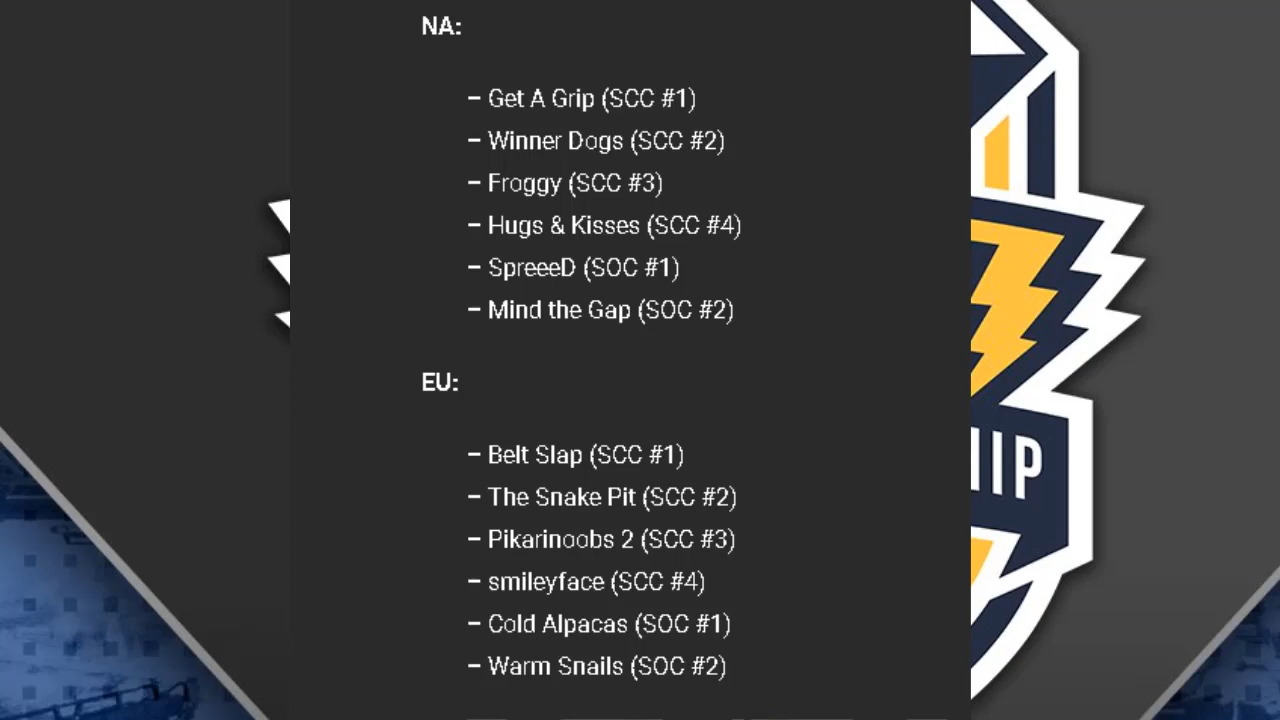 NA:
– Get A Grip (SCC #1)
– Winner Dogs (SCC #2)
– Froggy (SCC #3)
– Hugs & Kisses (SCC #4)
– SpreeeD (SOC #1)
– Mind the Gap (SOC #2)
EU:
– Belt Slap (SCC #1)
– The Snake Pit (SCC #2)
– Pikarinoobs 2 (SCC #3)
– smileyface (SCC #4)
– Cold Alpacas (SOC #1)
– Warm Snails (SOC #2)